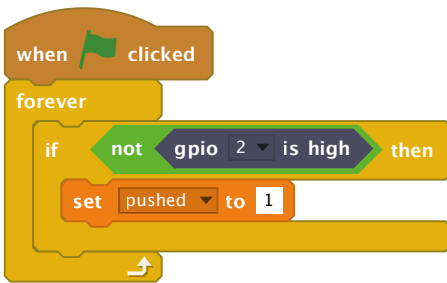 when clicked
forever
if not gpio 2 is high then
set pushed to 1